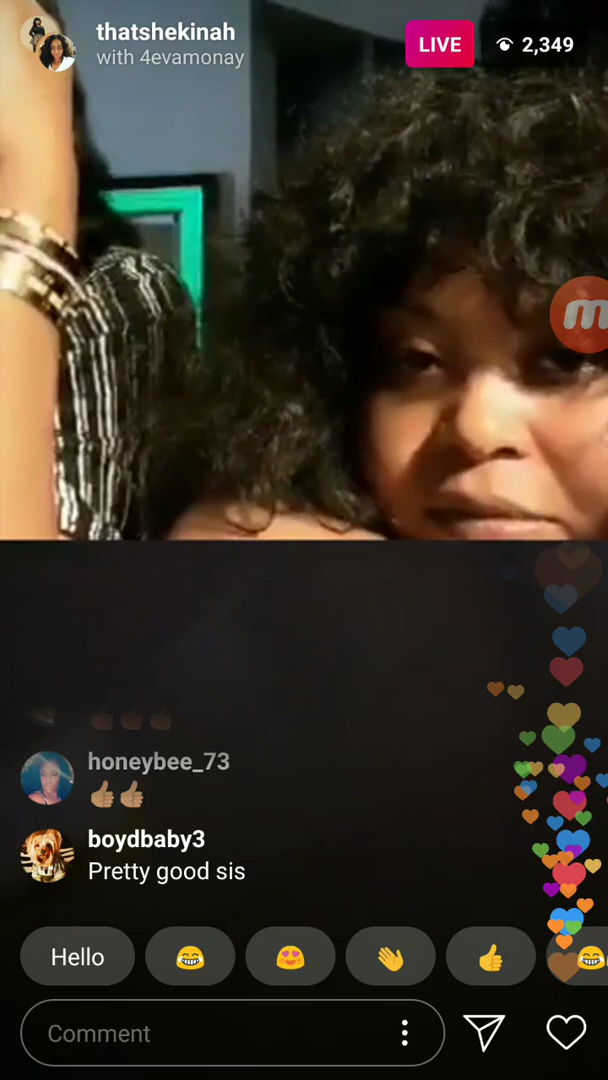 thatshekinah
with 4evamonay
LIVE
2,349
m
honeybee_73
boydbaby3
Pretty good sis
Hello
Comment